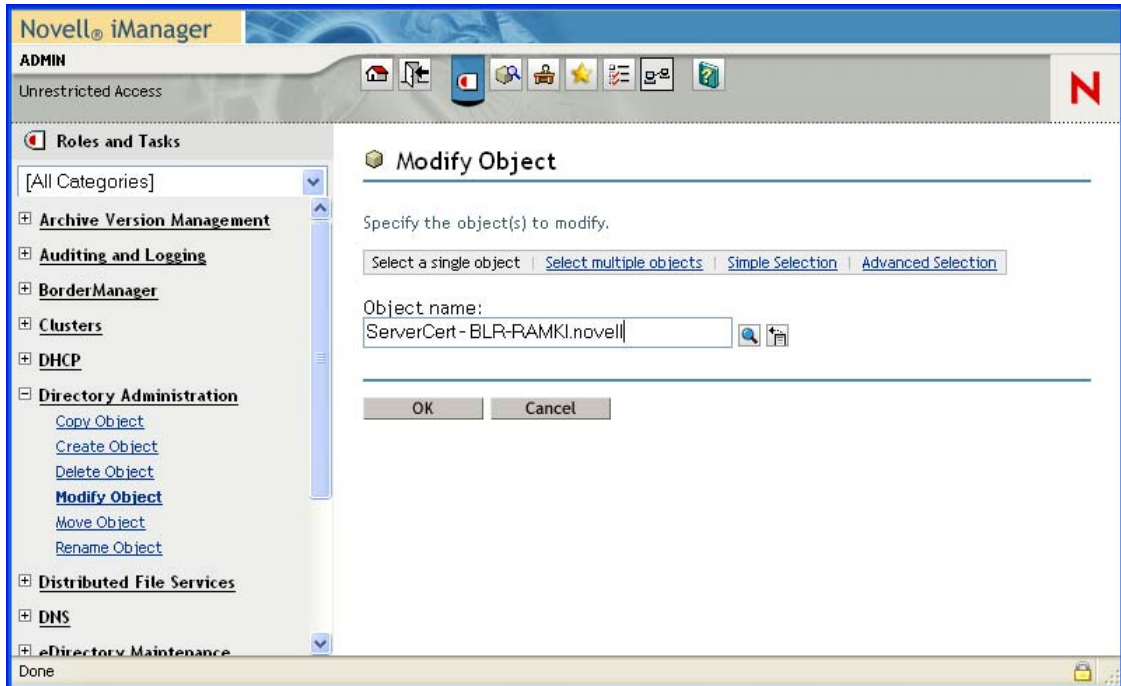 Novell® iManager
ADMIN
Unrestricted Access
N
Roles and Tasks
[All Categories]
Archive Version Management
Auditing and Logging
BorderManager
Clusters
DHCP
Directory Administration
Copy Object
Create Object
Delete Object
Modify Object
Move Object
Rename Object
Distributed File Services
DNS
eDirectory Maintenance
Modify Object
Specify the object(s) to modify.
Select a single object | Select multiple objects | Simple Selection | Advanced Selection
Object name:
ServerCert - BLR-RAMKI.novell
OK Cancel
Done